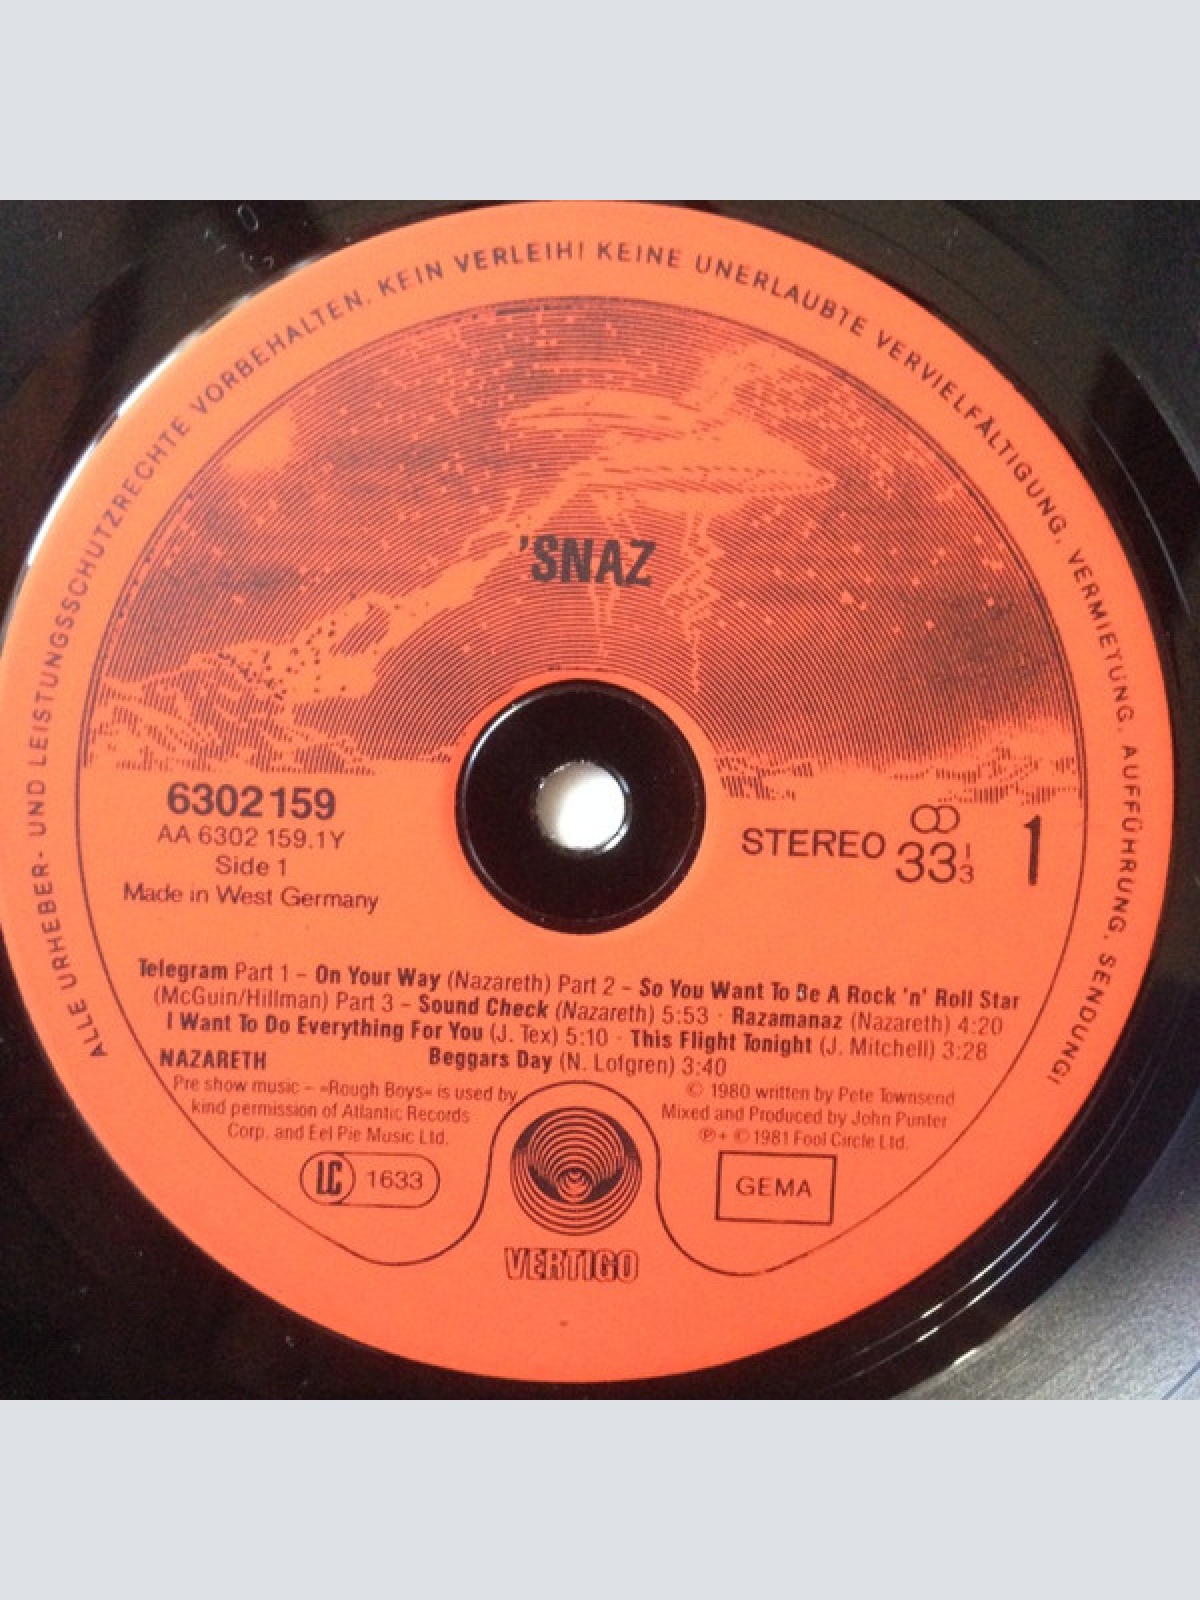 ALLE URHEBER- UND LEISTUNGSSCHUTZRECHTE VORBEHALTEN. KEIN VERLEIH! KEINE UNERLAUBTE VERVIELFÄLTIGUNG, VERMIETUNG, AUFFÜHRUNG, SENDUNG!
'SNAZ
6302159
AA 6302 159.1Y
Side 1
Made in West Germany
STEREO 33 1/3 1
Telegram Part 1 – On Your Way (Nazareth) Part 2 – So You Want To Be A Rock 'n' Roll Star
(McGuin/Hillman) Part 3 – Sound Check (Nazareth) 5:53 · Razamanaz (Nazareth) 4:20
I Want To Do Everything For You (J. Tex) 5:10 · This Flight Tonight (J. Mitchell) 3:28
NAZARETH Beggars Day (N. Lofgren) 3:40
Pre show music – »Rough Boys« is used by
kind permission of Atlantic Records
Corp. and Eel Pie Music Ltd.
© 1980 written by Pete Townsend
Mixed and Produced by John Punter
℗ + © 1981 Fool Circle Ltd.
LC 1633
GEMA
VERTIGO